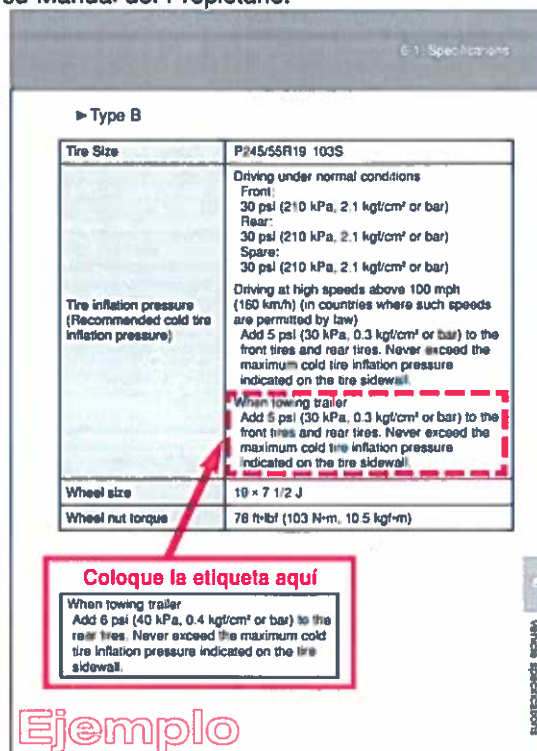 su Manual del Propietario.
6-1. Specifications
►Type B
Tire Size
P245/55R19 103S
Tire inflation pressure
(Recommended cold tire
inflation pressure)
Driving under normal conditions
Front:
30 psi (210 kPa, 2.1 kgf/cm² or bar)
Rear:
30 psi (210 kPa, 2.1 kgf/cm² or bar)
Spare:
30 psi (210 kPa, 2.1 kgf/cm² or bar)
Driving at high speeds above 100 mph
(160 km/h) (in countries where such speeds
are permitted by law)
Add 5 psi (30 kPa, 0.3 kgf/cm² or bar) to the
front tires and rear tires. Never exceed the
maximum cold tire inflation pressure
indicated on the tire sidewall.
When towing trailer
Add 5 psi (30 kPa, 0.3 kgf/cm² or bar) to the
front tires and rear tires. Never exceed the
maximum cold tire inflation pressure
indicated on the tire sidewall.
Wheel size
19 × 7 1/2 J
Wheel nut torque
76 ft•lbf (103 N•m, 10.5 kgf•m)
Coloque la etiqueta aquí
When towing trailer
Add 6 psi (40 kPa, 0.4 kgf/cm² or bar) to the
rear tires. Never exceed the maximum cold
tire inflation pressure indicated on the tire
sidewall.
Vehicle specifications
Ejemplo